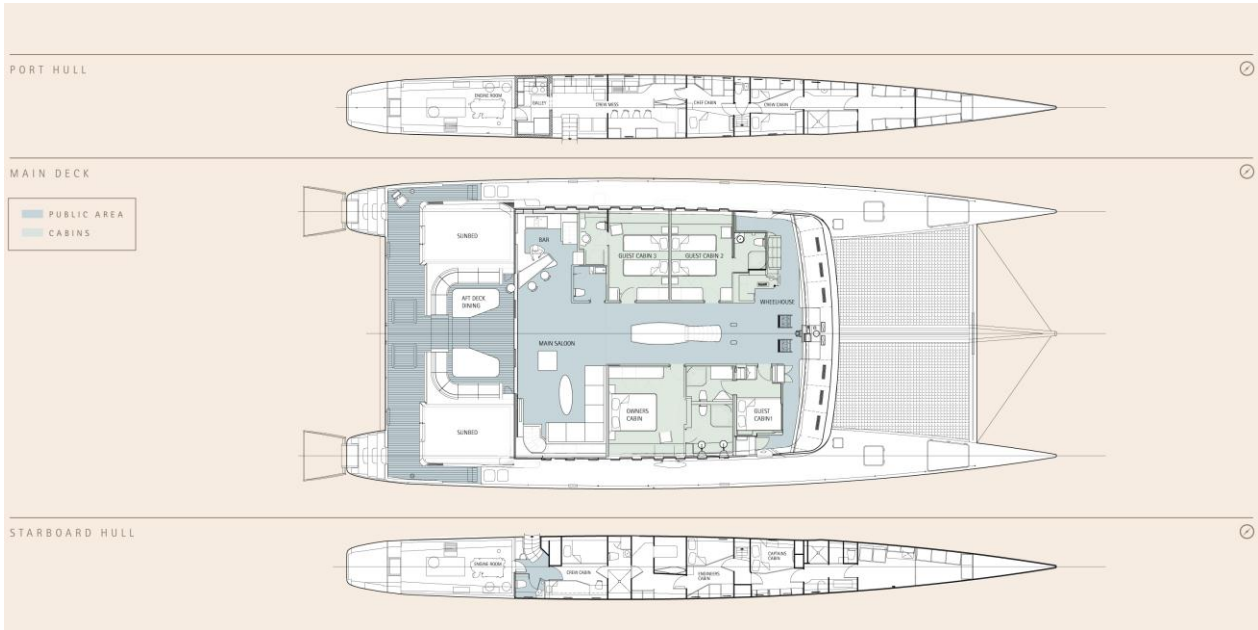 PORT HULL
ENGINE ROOM
GALLEY
CREW MESS
CHEF CABIN
CREW CABIN
MAIN DECK
PUBLIC AREA
CABINS
SUNBED
BAR
GUEST CABIN 3
GUEST CABIN 2
AFT DECK
DINING
WHEELHOUSE
MAIN SALOON
OWNERS
CABIN
GUEST
CABIN1
SUNBED
STARBOARD HULL
ENGINE ROOM
CREW CABIN
ENGINEERS
CABIN
CAPTAINS
CABIN